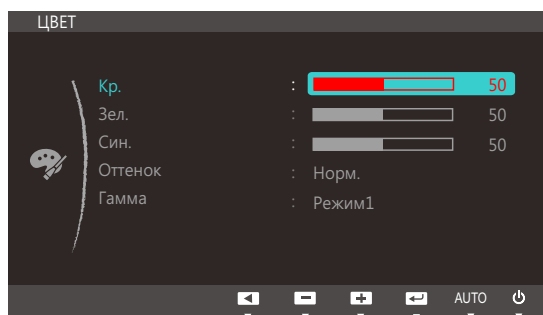 ЦВЕТ
Кр. : 50
Зел. : 50
Син. : 50
Оттенок : Норм.
Гамма : Режим1
AUTO